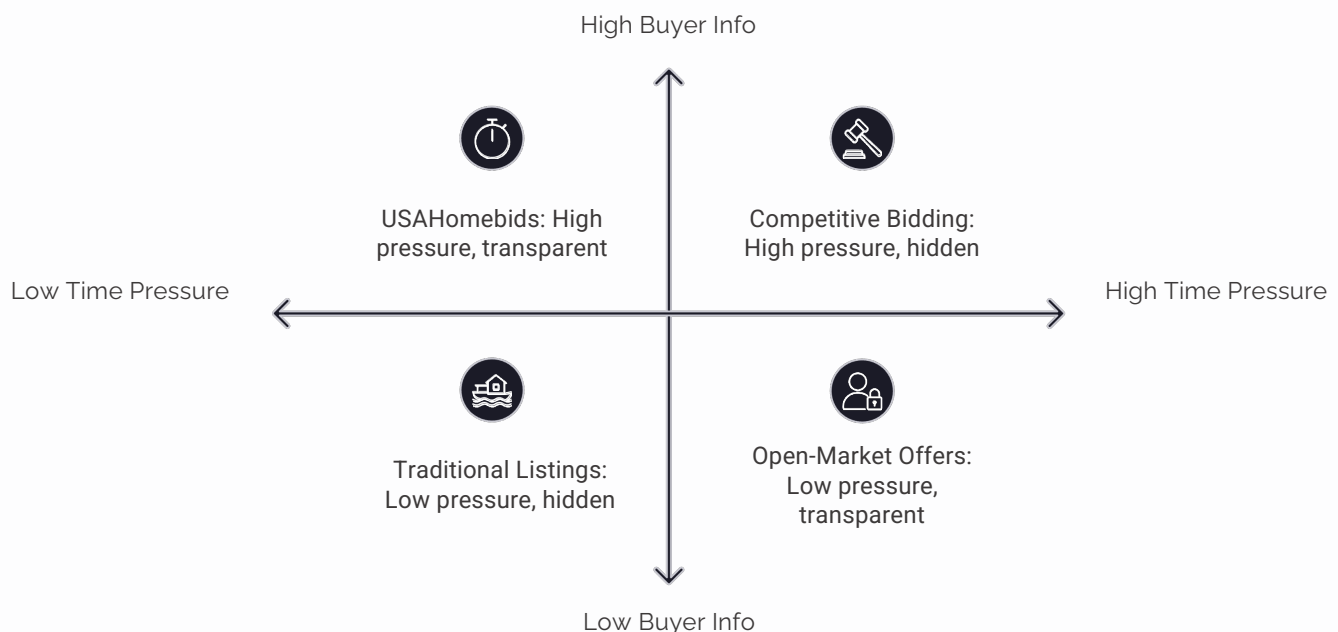 High Buyer Info
USAHomebids: High
pressure, transparent
Competitive Bidding:
High pressure, hidden
Low Time Pressure
High Time Pressure
Traditional Listings:
Low pressure, hidden
Open-Market Offers:
Low pressure,
transparent
Low Buyer Info